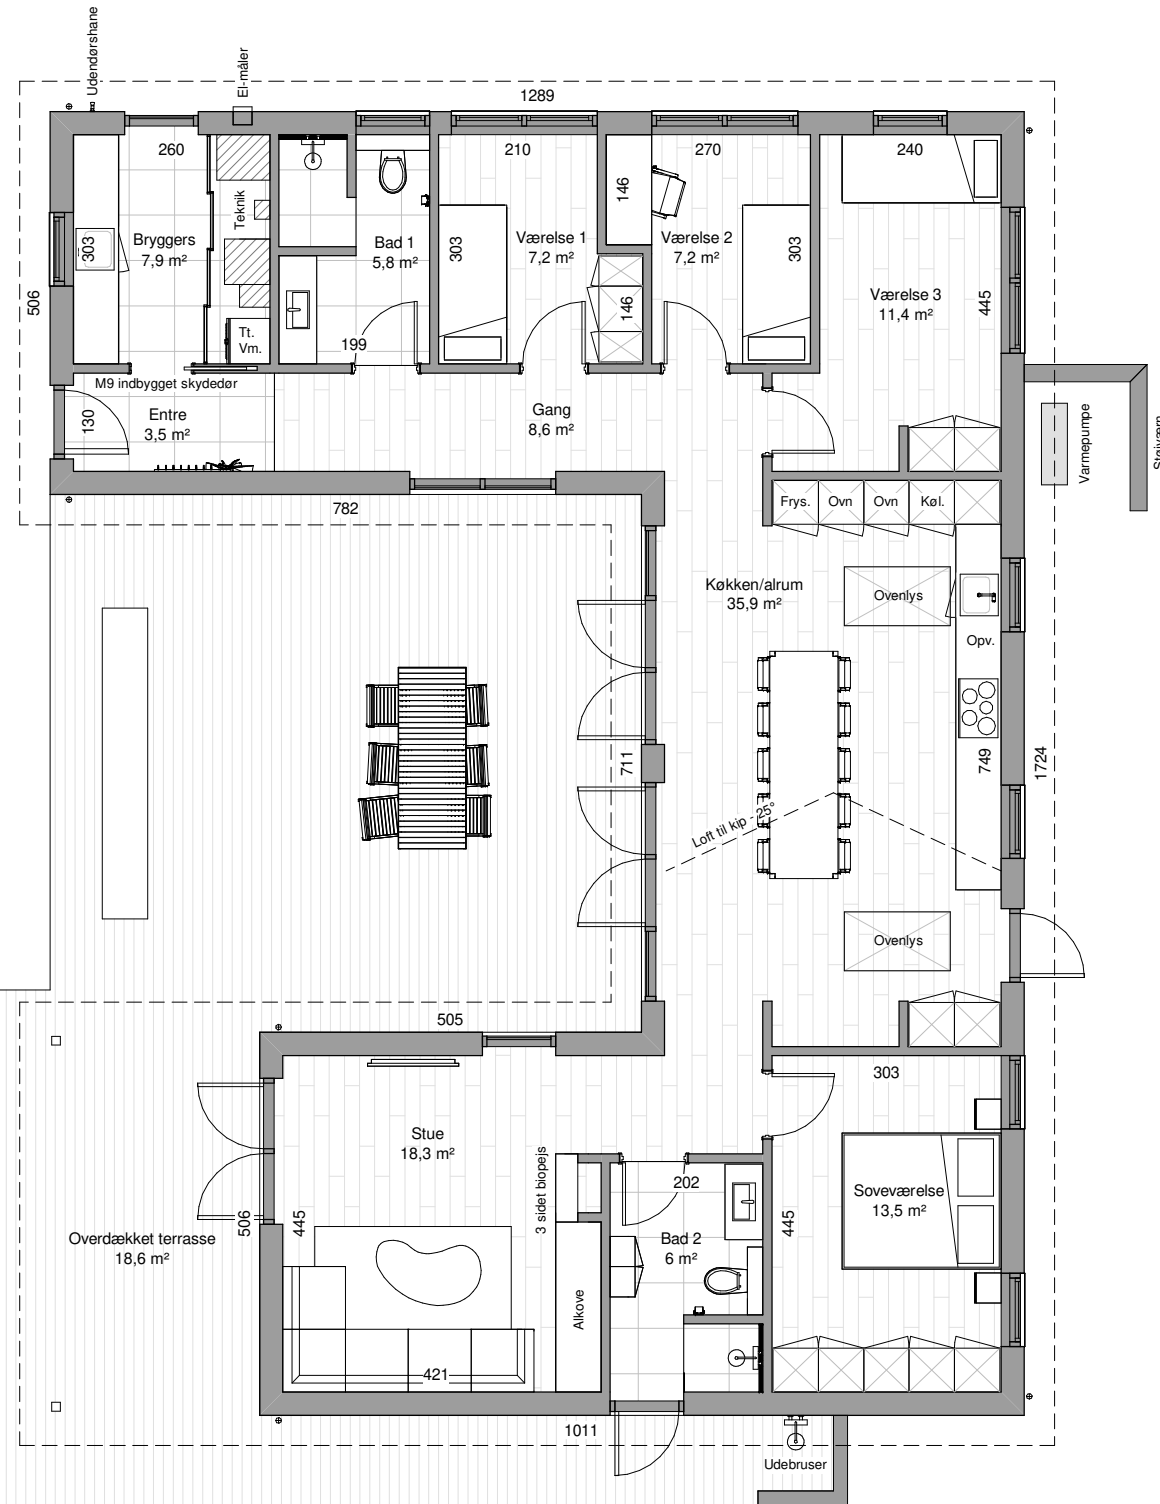 Udendørshane
El-måler
1289
260
210
270
240
303
Teknik
146
Bryggers
7,9 m²
Bad 1
5,8 m²
303
Værelse 1
7,2 m²
Værelse 2
7,2 m²
303
506
Værelse 3
11,4 m²
445
146
Tt.
Vm.
199
M9 indbygget skydedør
130
Entre
3,5 m²
Gang
8,6 m²
Varmepumpe
Støjværn
782
Frys.
Ovn
Ovn
Køl.
Køkken/alrum
35,9 m²
Ovenlys
Opv.
711
749
1724
Loft til kip - 25°
Ovenlys
505
303
Stue
18,3 m²
3 sidet biopejs
202
Soveværelse
13,5 m²
506
445
445
Overdækket terrasse
18,6 m²
Bad 2
6 m²
Alkove
421
1011
Udebruser